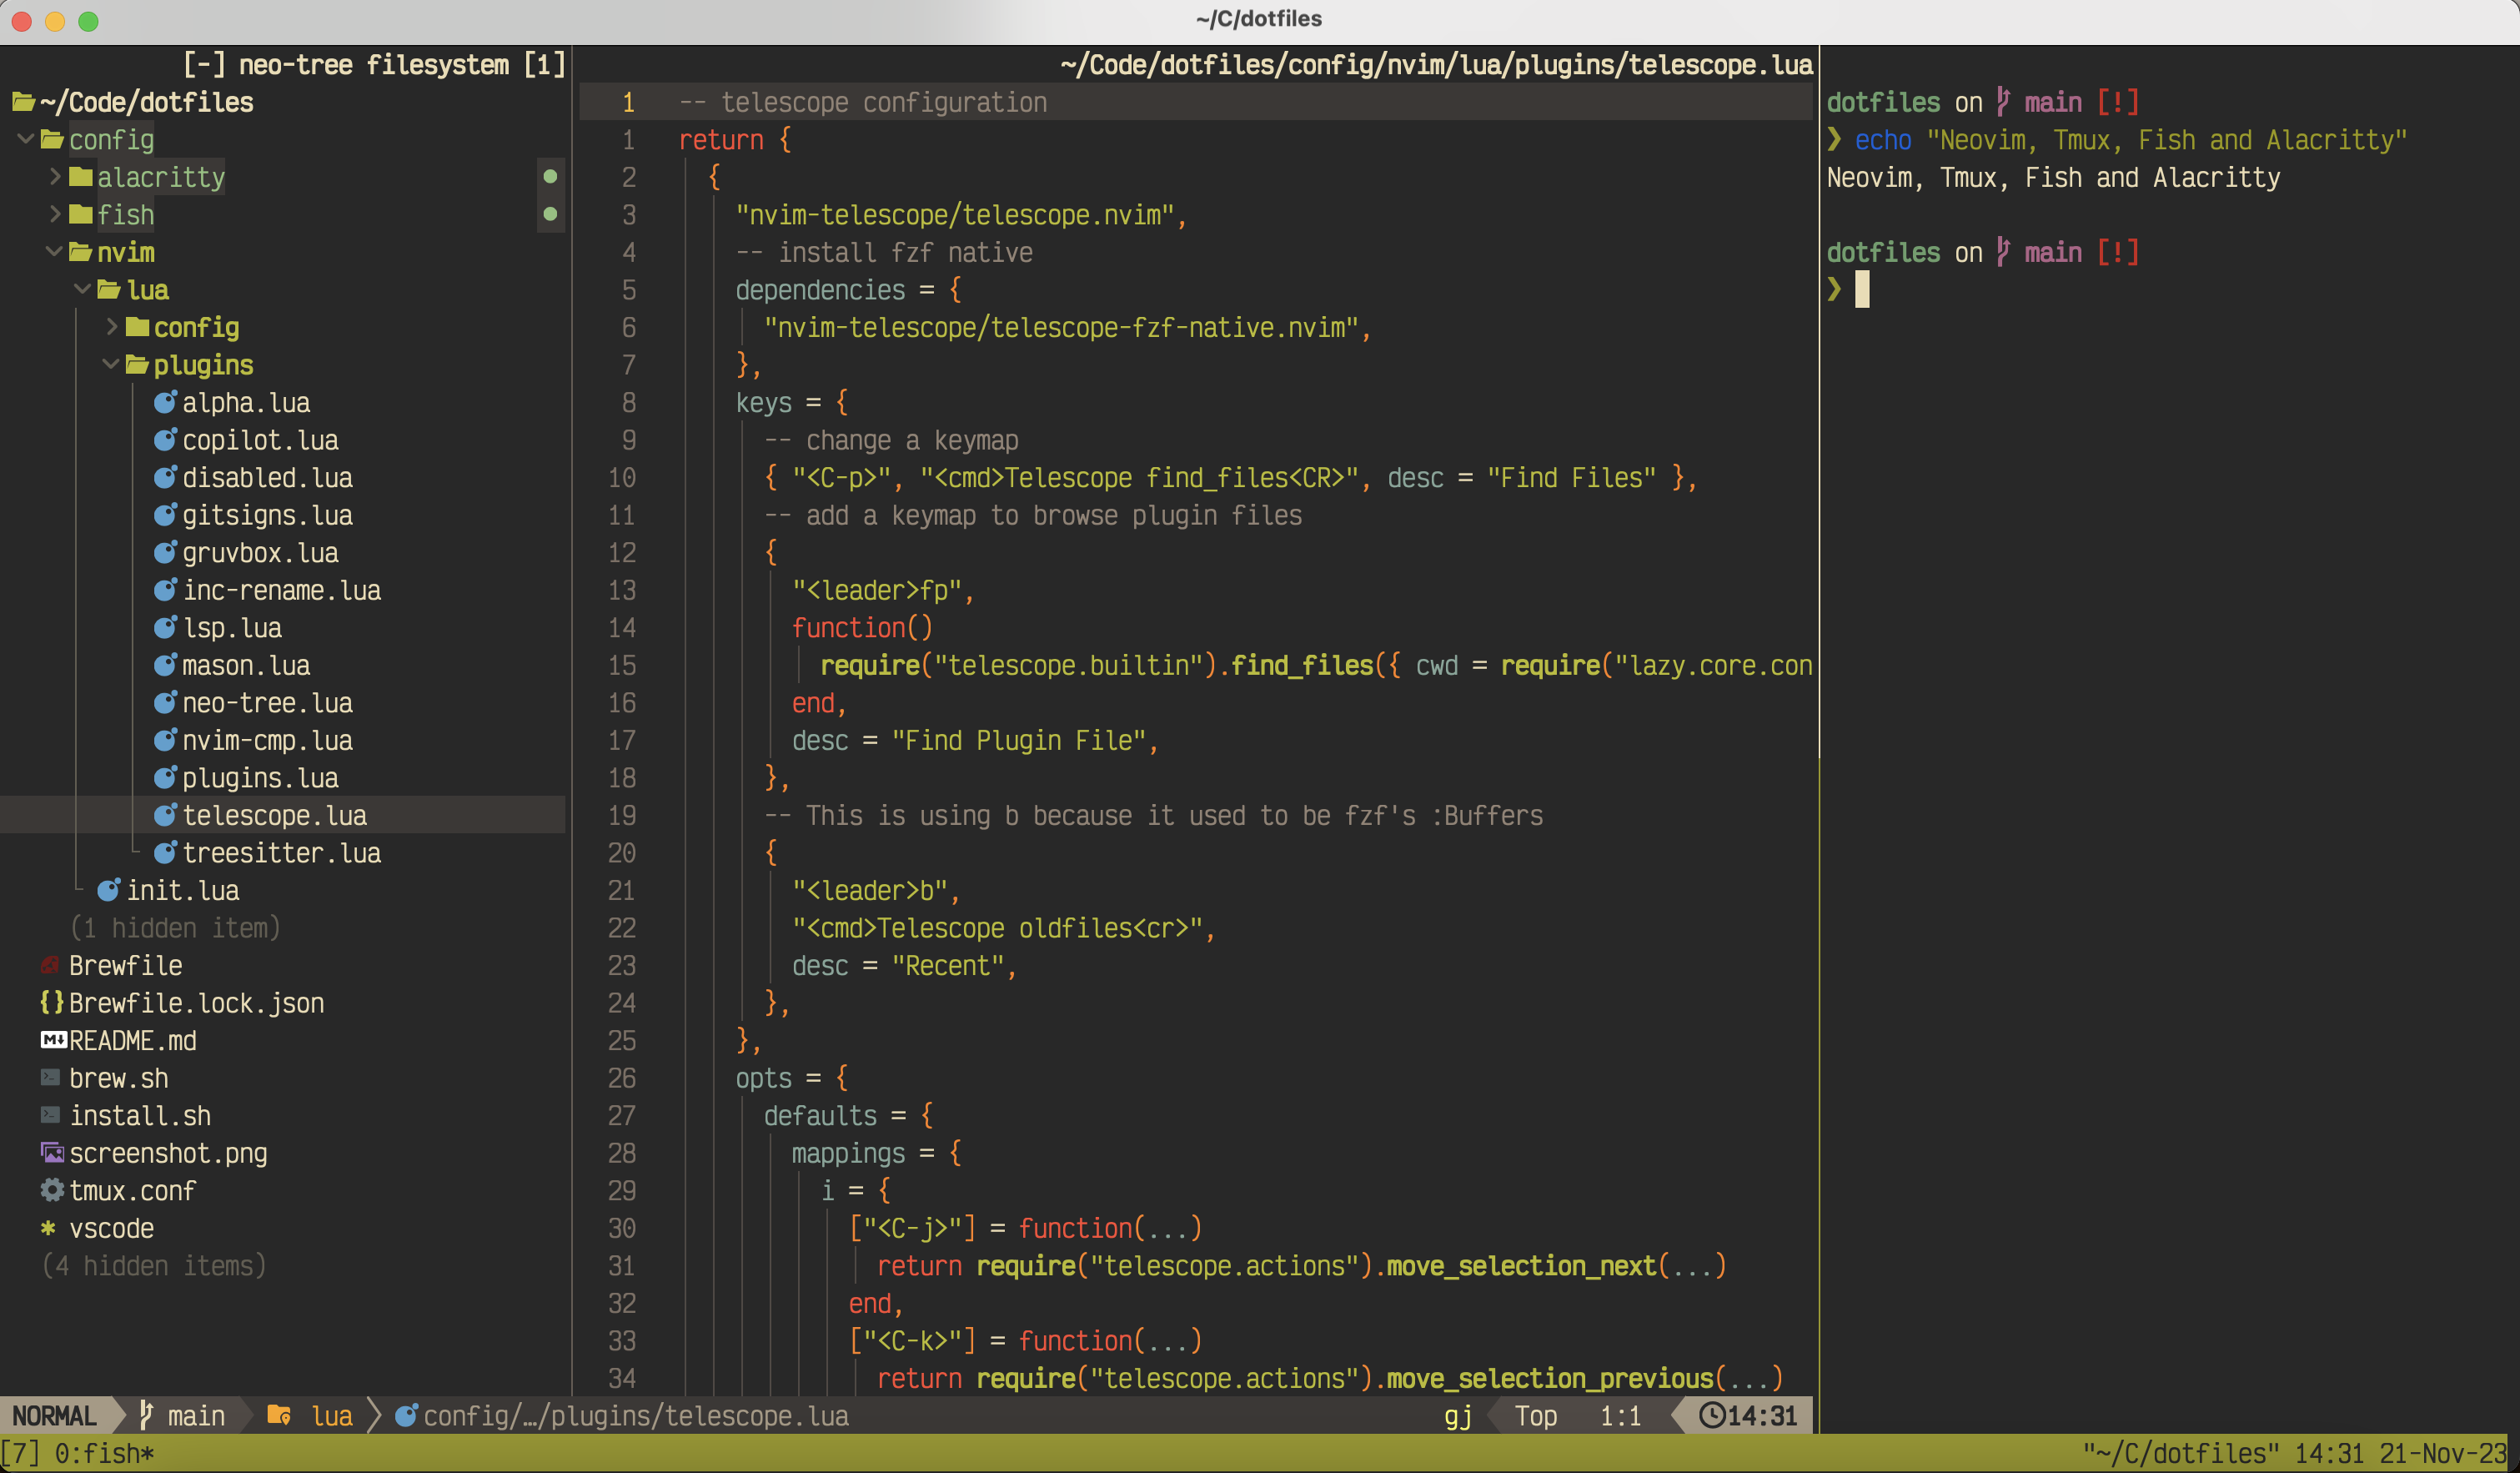 ~/C/dotfiles
[-] neo-tree filesystem [1]
~/Code/dotfiles
config
alacritty
fish
nvim
lua
config
plugins
alpha.lua
copilot.lua
disabled.lua
gitsigns.lua
gruvbox.lua
inc-rename.lua
lsp.lua
mason.lua
neo-tree.lua
nvim-cmp.lua
plugins.lua
telescope.lua
treesitter.lua
init.lua
(1 hidden item)
Brewfile
{} Brewfile.lock.json
M↓ README.md
brew.sh
install.sh
screenshot.png
tmux.conf
* vscode
(4 hidden items)
~/Code/dotfiles/config/nvim/lua/plugins/telescope.lua
1 -- telescope configuration
1 return {
2 {
3 "nvim-telescope/telescope.nvim",
4 -- install fzf native
5 dependencies = {
6 "nvim-telescope/telescope-fzf-native.nvim",
7 },
8 keys = {
9 -- change a keymap
10 { "<C-p>", "<cmd>Telescope find_files<CR>", desc = "Find Files" },
11 -- add a keymap to browse plugin files
12 {
13 "<leader>fp",
14 function()
15 require("telescope.builtin").find_files({ cwd = require("lazy.core.con
16 end,
17 desc = "Find Plugin File",
18 },
19 -- This is using b because it used to be fzf's :Buffers
20 {
21 "<leader>b",
22 "<cmd>Telescope oldfiles<cr>",
23 desc = "Recent",
24 },
25 },
26 opts = {
27 defaults = {
28 mappings = {
29 i = {
30 ["<C-j>"] = function(...)
31 return require("telescope.actions").move_selection_next(...)
32 end,
33 ["<C-k>"] = function(...)
34 return require("telescope.actions").move_selection_previous(...)
dotfiles on main [!]
❯ echo "Neovim, Tmux, Fish and Alacritty"
Neovim, Tmux, Fish and Alacritty
dotfiles on main [!]
❯
NORMAL main lua config/…/plugins/telescope.lua gj Top 1:1 14:31
[7] 0:fish* "~/C/dotfiles" 14:31 21-Nov-23